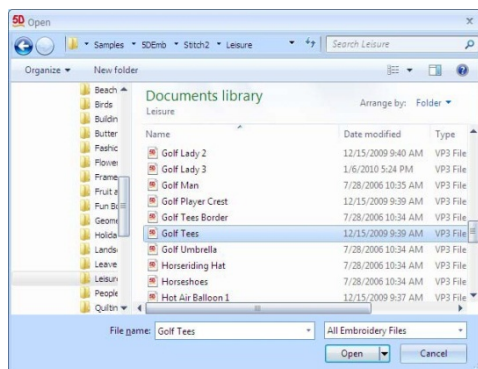 5D Open
Samples 5DEmb Stitch2 Leisure Search Leisure
Organize New folder
Documents library
Leisure
Arrange by: Folder
Name Date modified Type
Beach
Birds
Buildin
Butter
Fashic
Flower
Frame
Fruit a
Fun Bo
Geome
Holida
Lands
Leave
Leisur
People
Quiltin
Golf Lady 2 12/15/2009 9:40 AM VP3 File
Golf Lady 3 1/6/2010 5:24 PM VP3 File
Golf Man 7/28/2006 10:35 AM VP3 File
Golf Player Crest 12/15/2009 9:39 AM VP3 File
Golf Tees Border 7/28/2006 10:34 AM VP3 File
Golf Tees 12/15/2009 9:39 AM VP3 File
Golf Umbrella 7/28/2006 10:34 AM VP3 File
Horseriding Hat 7/28/2006 10:34 AM VP3 File
Horseshoes 7/28/2006 10:34 AM VP3 File
Hot Air Balloon 1 12/15/2009 9:37 AM VP3 File
File name: Golf Tees All Embroidery Files
Open Cancel